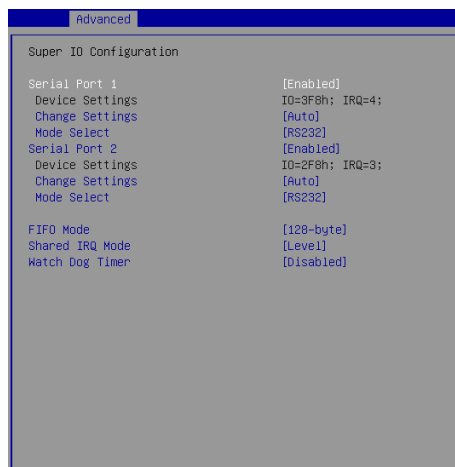 Advanced
Super IO Configuration
Serial Port 1 [Enabled]
Device Settings IO=3F8h; IRQ=4;
Change Settings [Auto]
Mode Select [RS232]
Serial Port 2 [Enabled]
Device Settings IO=2F8h; IRQ=3;
Change Settings [Auto]
Mode Select [RS232]
FIFO Mode [128-byte]
Shared IRQ Mode [Level]
Watch Dog Timer [Disabled]